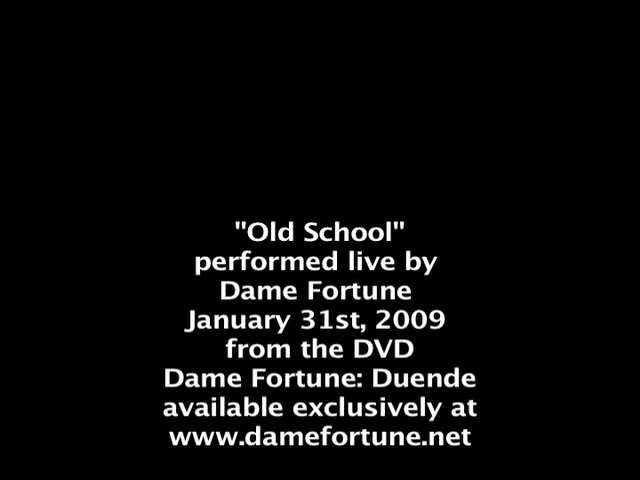 "Old School"
performed live by
Dame Fortune
January 31st, 2009
from the DVD
Dame Fortune: Duende
available exclusively at
www.damefortune.net